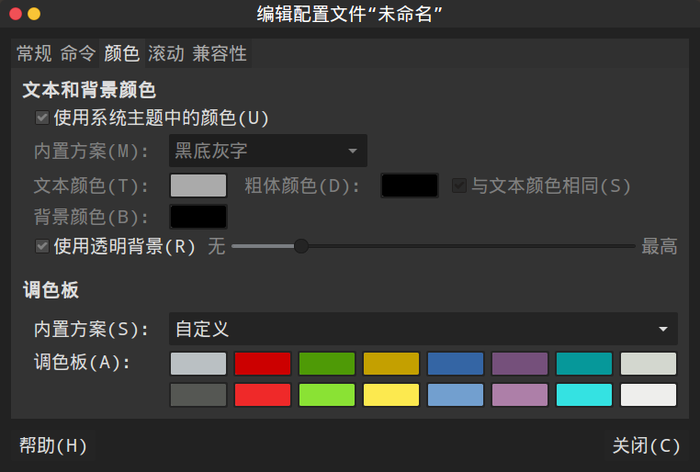 编辑配置文件“未命名”
常规 命令 颜色 滚动 兼容性
文本和背景颜色
使用系统主题中的颜色(U)
内置方案(M): 黑底灰字
文本颜色(T): 粗体颜色(D): 与文本颜色相同(S)
背景颜色(B):
使用透明背景(R) 无 最高
调色板
内置方案(S): 自定义
调色板(A):
帮助(H) 关闭(C)